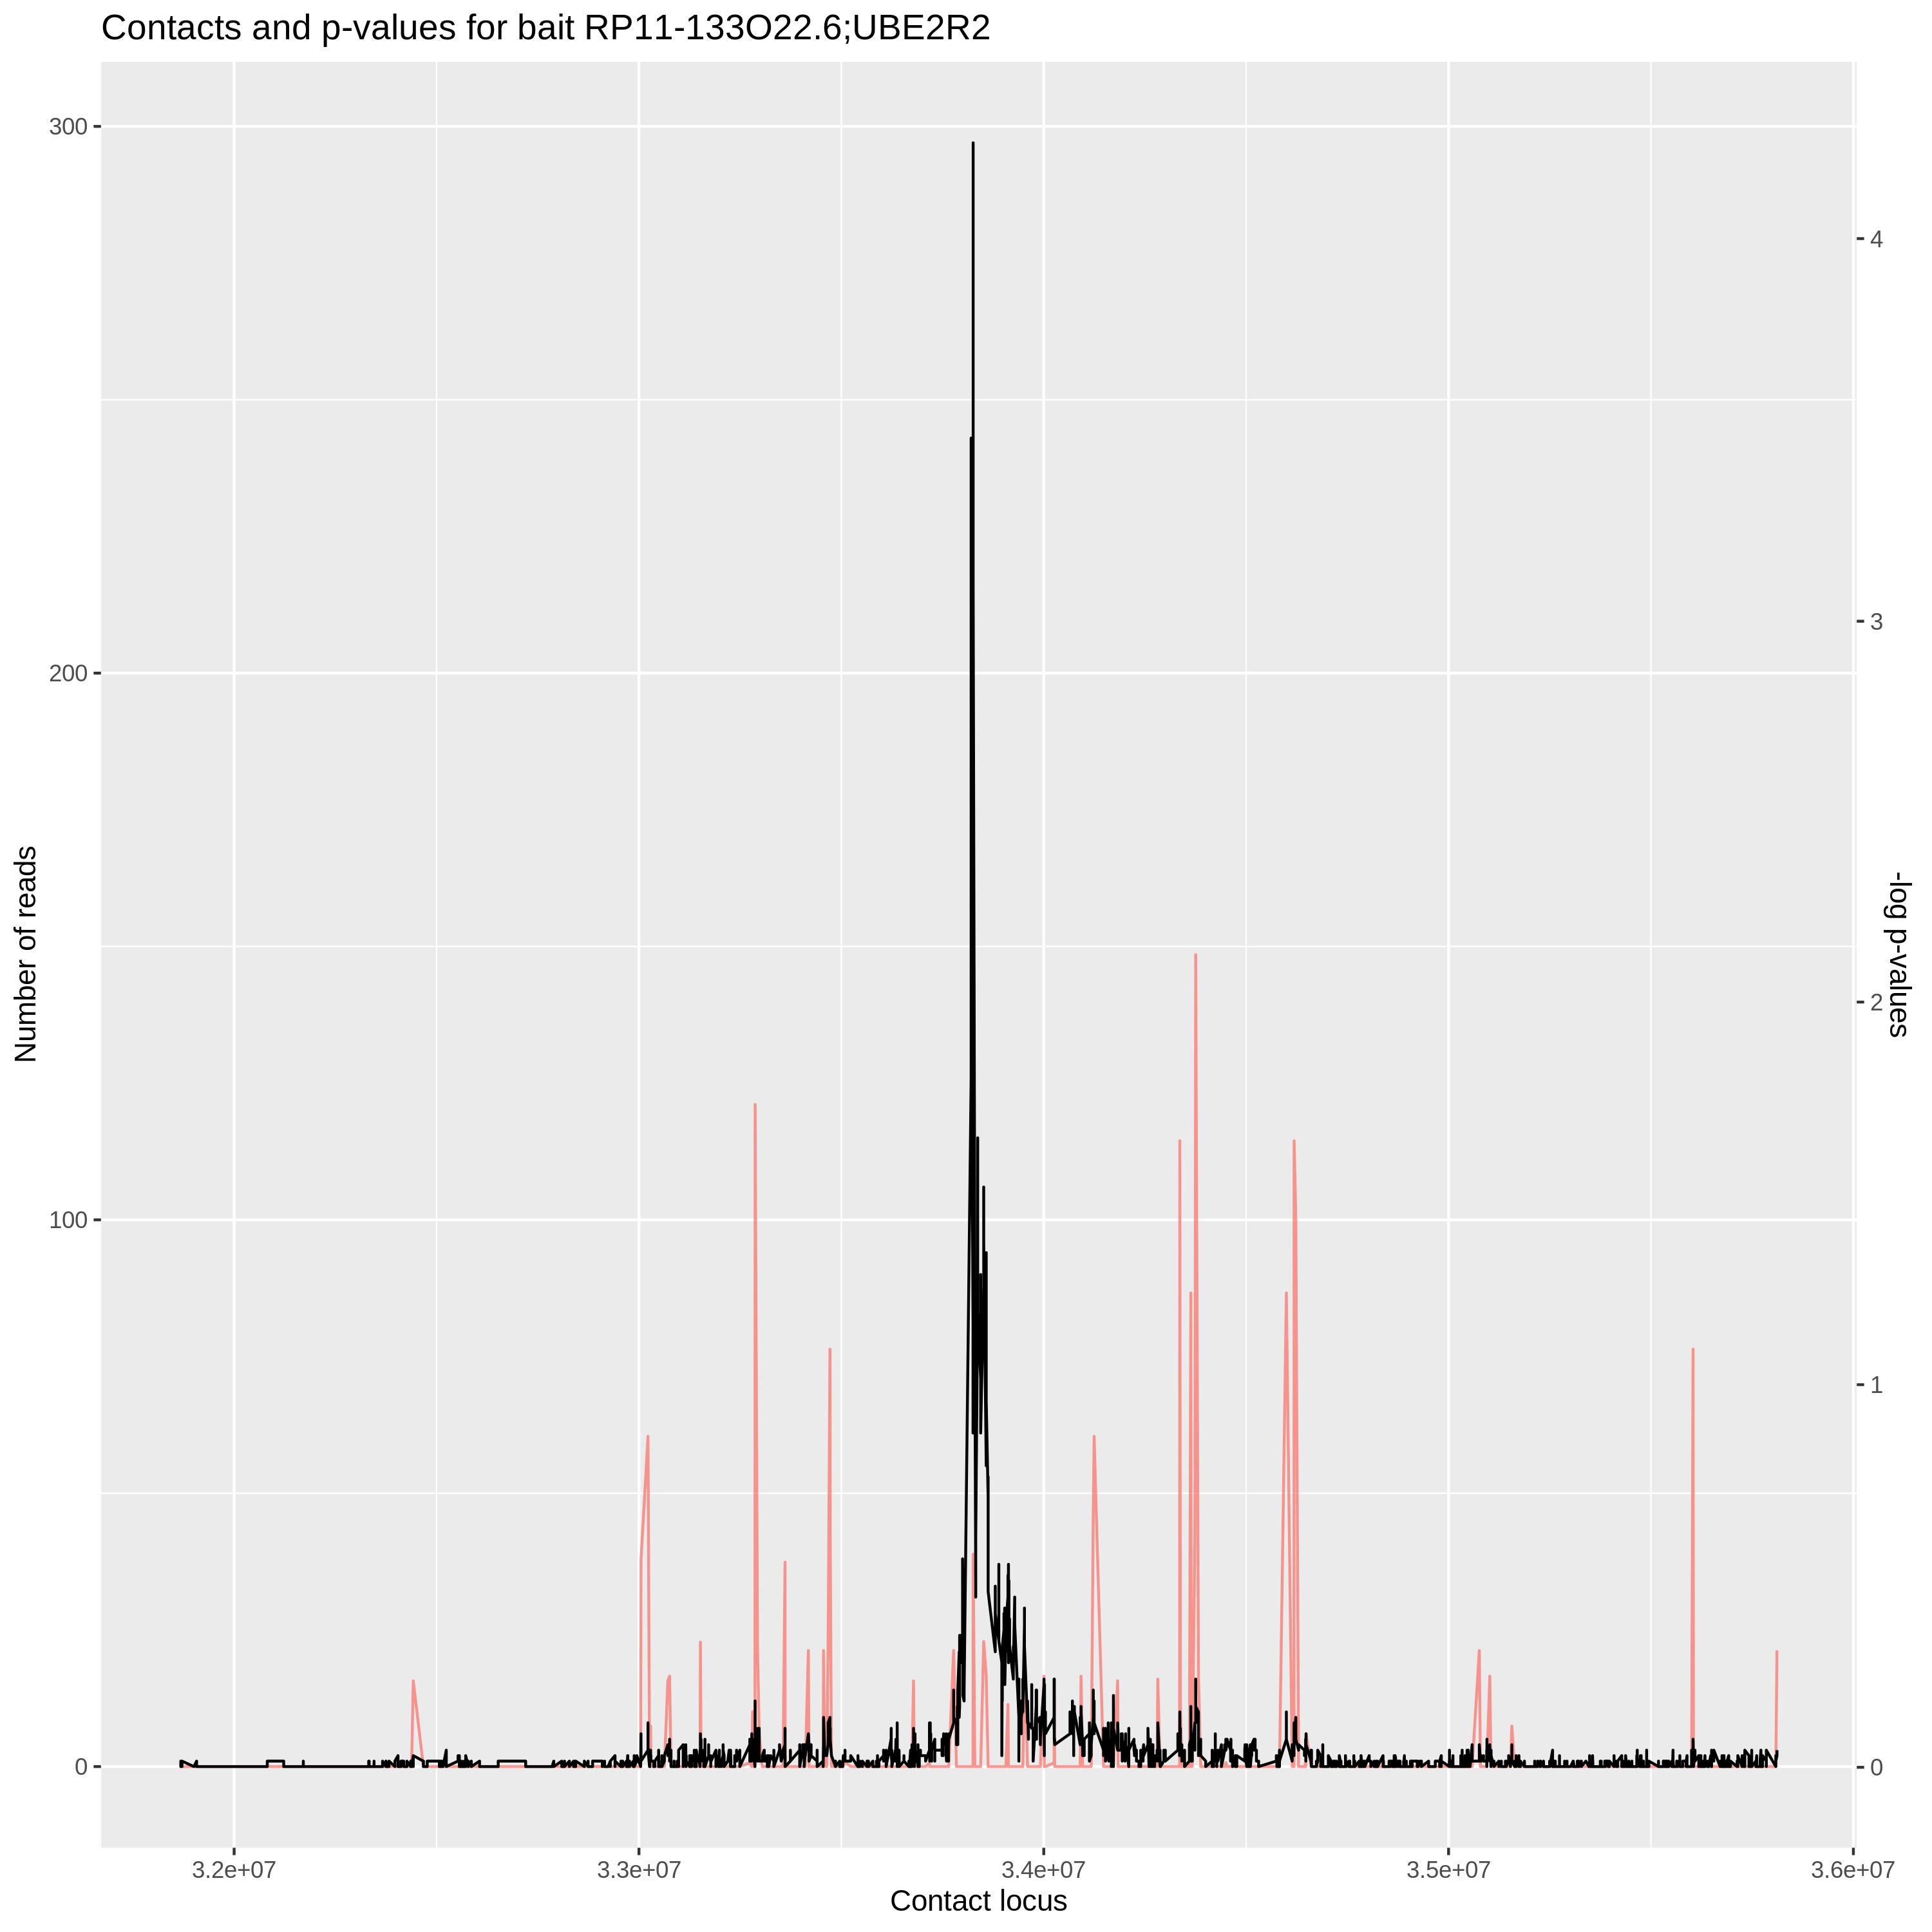 Contacts and p-values for bait RP11-133O22.6;UBE2R2
300
200
100
0
Number of reads
4
3
2
1
0
-log p-values
3.2e+07 3.3e+07 3.4e+07 3.5e+07 3.6e+07
Contact locus